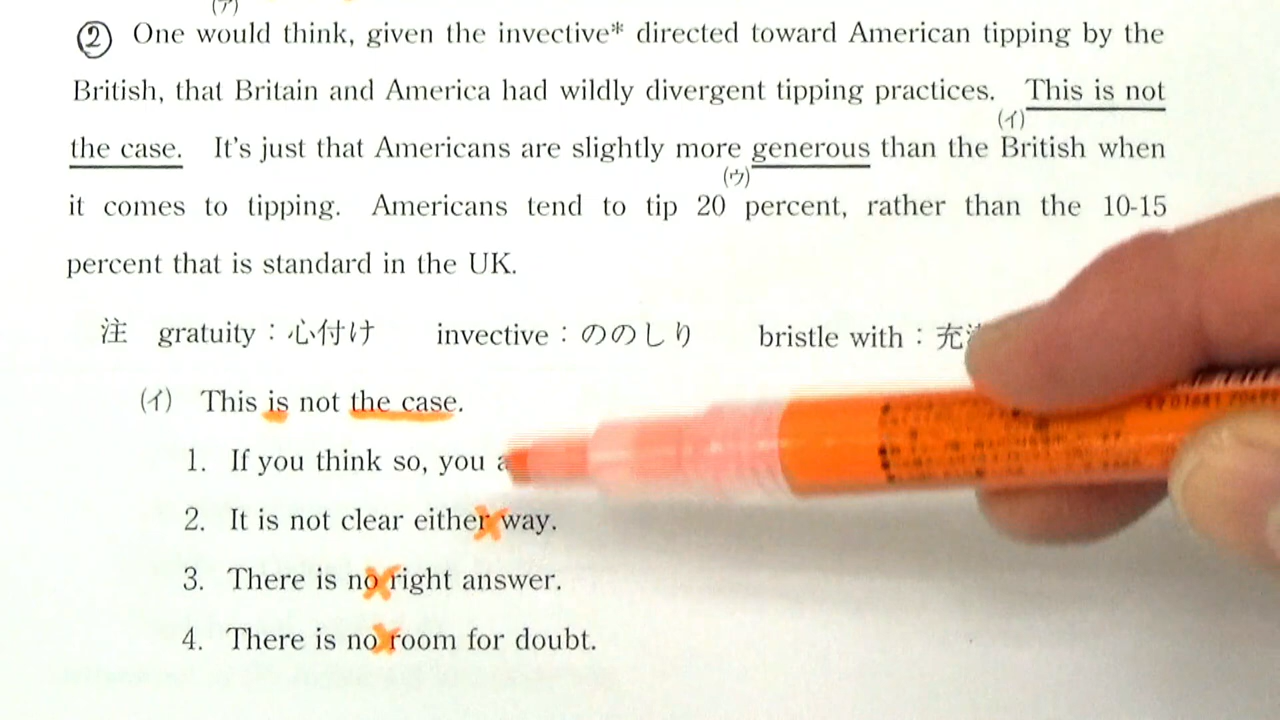 (ア)
② One would think, given the invective* directed toward American tipping by the
British, that Britain and America had wildly divergent tipping practices. This is not
(イ)
the case. It's just that Americans are slightly more generous than the British when
(ウ)
it comes to tipping. Americans tend to tip 20 percent, rather than the 10-15
percent that is standard in the UK.
注 gratuity：心付け invective：ののしり bristle with：充
(イ) This is not the case.
1. If you think so, you
2. It is not clear either way.
3. There is no right answer.
4. There is no room for doubt.